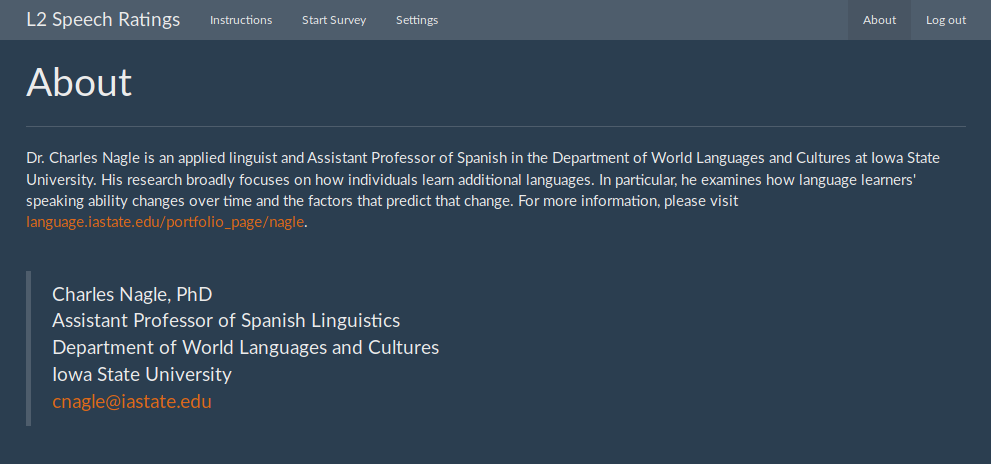 L2 Speech Ratings Instructions Start Survey Settings About Log out
About
Dr. Charles Nagle is an applied linguist and Assistant Professor of Spanish in the Department of World Languages and Cultures at Iowa State
University. His research broadly focuses on how individuals learn additional languages. In particular, he examines how language learners'
speaking ability changes over time and the factors that predict that change. For more information, please visit
language.iastate.edu/portfolio_page/nagle.
Charles Nagle, PhD
Assistant Professor of Spanish Linguistics
Department of World Languages and Cultures
Iowa State University
cnagle@iastate.edu